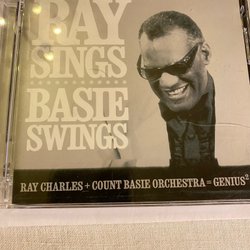 RAY
SINGS
BASIE
SWINGS
RAY CHARLES + COUNT BASIE ORCHESTRA = GENIUS²